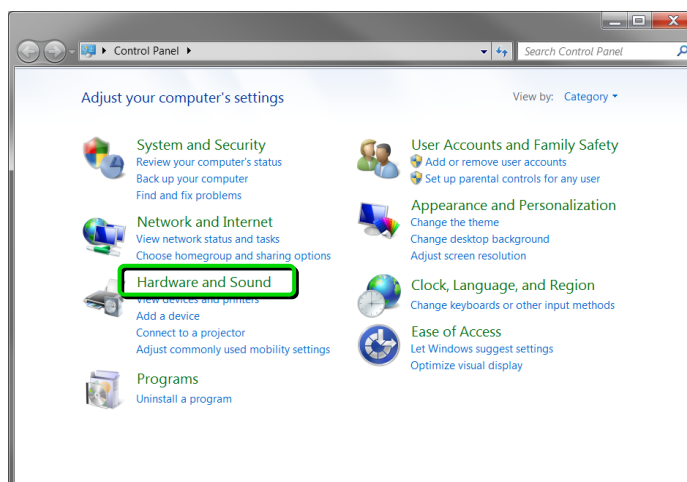 Control Panel
Search Control Panel
Adjust your computer's settings
View by: Category
System and Security
Review your computer's status
Back up your computer
Find and fix problems
Network and Internet
View network status and tasks
Choose homegroup and sharing options
Hardware and Sound
View devices and printers
Add a device
Connect to a projector
Adjust commonly used mobility settings
Programs
Uninstall a program
User Accounts and Family Safety
Add or remove user accounts
Set up parental controls for any user
Appearance and Personalization
Change the theme
Change desktop background
Adjust screen resolution
Clock, Language, and Region
Change keyboards or other input methods
Ease of Access
Let Windows suggest settings
Optimize visual display